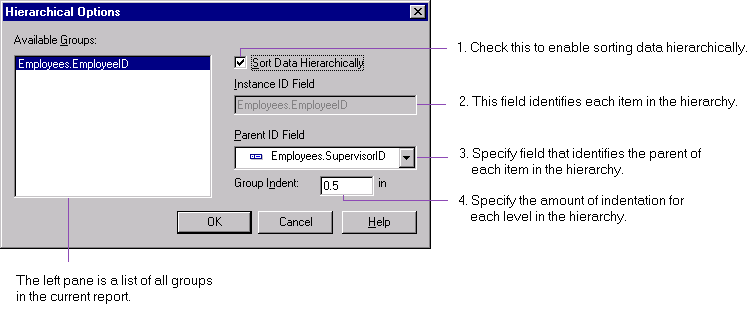 Hierarchical Options
Available Groups:
Employees.EmployeeID
Sort Data Hierarchically
Instance ID Field
Employees.EmployeeID
Parent ID Field
Employees.SupervisorID
Group Indent: 0.5 in
OK Cancel Help
1. Check this to enable sorting data hierarchically.
2. This field identifies each item in the hierarchy.
3. Specify field that identifies the parent of
each item in the hierarchy.
4. Specify the amount of indentation for
each level in the hierarchy.
The left pane is a list of all groups
in the current report.